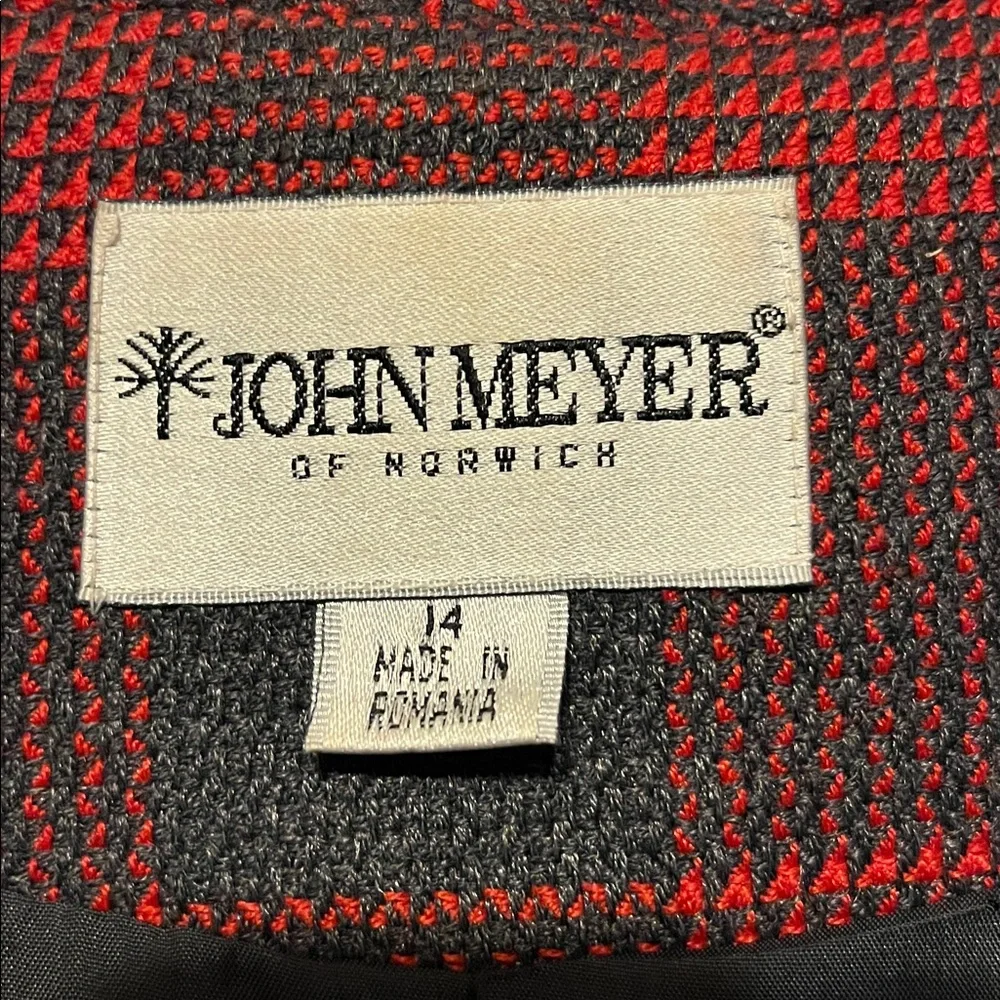 JOHN MEYER®
OF NORWICH
14
MADE IN
ROMANIA